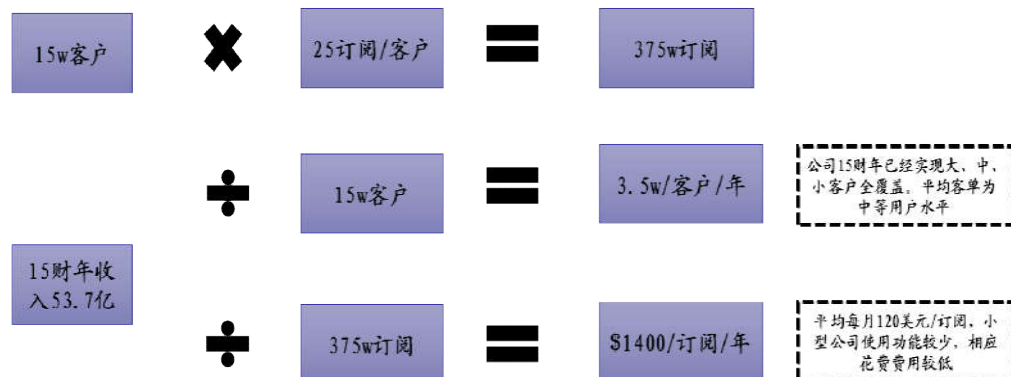 15w客户
25订阅/客户
375w订阅
15w客户
3.5w/客户/年
公司15财年已经实现大、中、
小客户全覆盖。平均客单为
中等用户水平
15财年收
入53.7亿
375w订阅
$1400/订阅/年
平均每月120美元/订阅，小
型公司使用功能较少，相应
花费费用较低